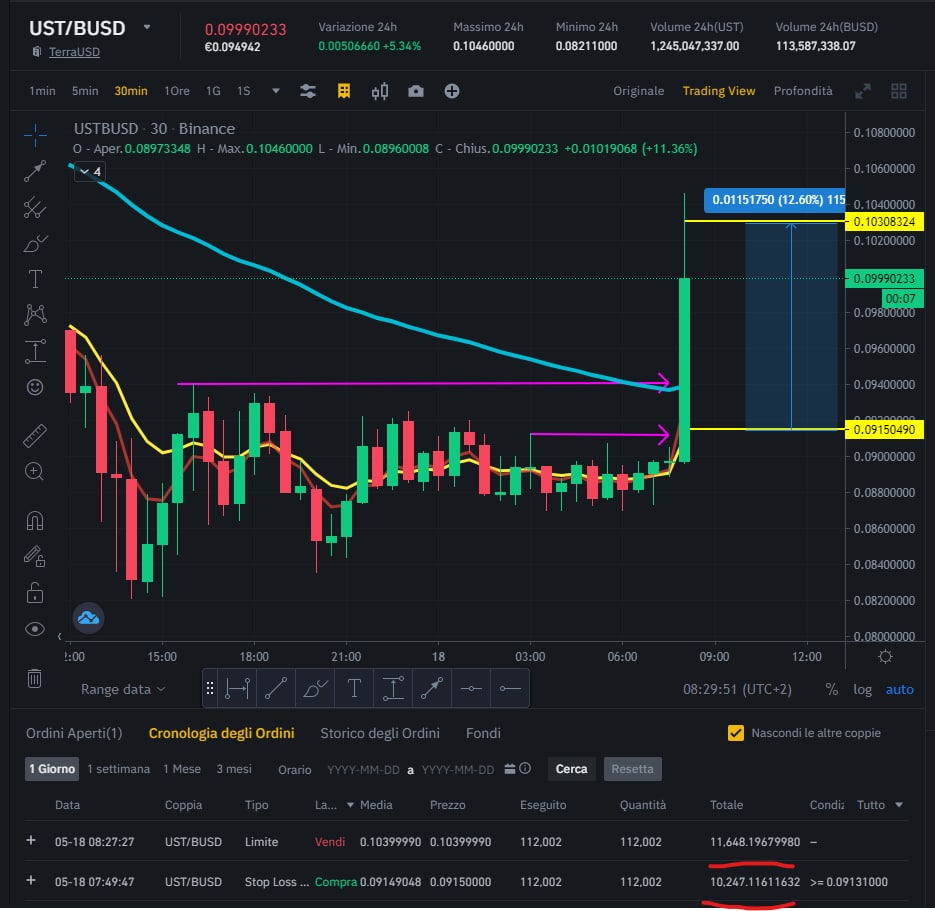 UST/BUSD
TerraUSD
0.09990233
€0.094942
Variazione 24h
0.00506660 +5.34%
Massimo 24h
0.10460000
Minimo 24h
0.08211000
Volume 24h(UST)
1,245,047,337.00
Volume 24h(BUSD)
113,587,338.07
1min 5min 30min 1Ore 1G 1S
Originale Trading View Profondità
USTBUSD · 30 · Binance
O - Aper.0.08973348 H - Max.0.10460000 L - Min.0.08960008 C - Chius.0.09990233 +0.01019068 (+11.36%)
4
0.01151750 (12.60%) 115
0.10800000
0.10600000
0.10400000
0.10308324
0.10200000
0.09990233
00:07
0.09800000
0.09600000
0.09400000
0.09150490
0.09000000
0.08800000
0.08600000
0.08400000
0.08200000
0.08000000
:00 15:00 18:00 21:00 18 03:00 06:00 09:00 12:00
Range data
T
08:29:51 (UTC+2) % log auto
Ordini Aperti(1) Cronologia degli Ordini Storico degli Ordini Fondi
Nascondi le altre coppie
1 Giorno 1 settimana 1 Mese 3 mesi Orario YYYY-MM-DD a YYYY-MM-DD Cerca Resetta
Data Coppia Tipo La... Media Prezzo Eseguito Quantità Totale Condiz Tutto
+ 05-18 08:27:27 UST/BUSD Limite Vendi 0.10399990 0.10399990 112,002 112,002 11,648.19679980 –
+ 05-18 07:49:47 UST/BUSD Stop Loss ... Compra 0.09149048 0.09150000 112,002 112,002 10,247.11611632 >= 0.09131000